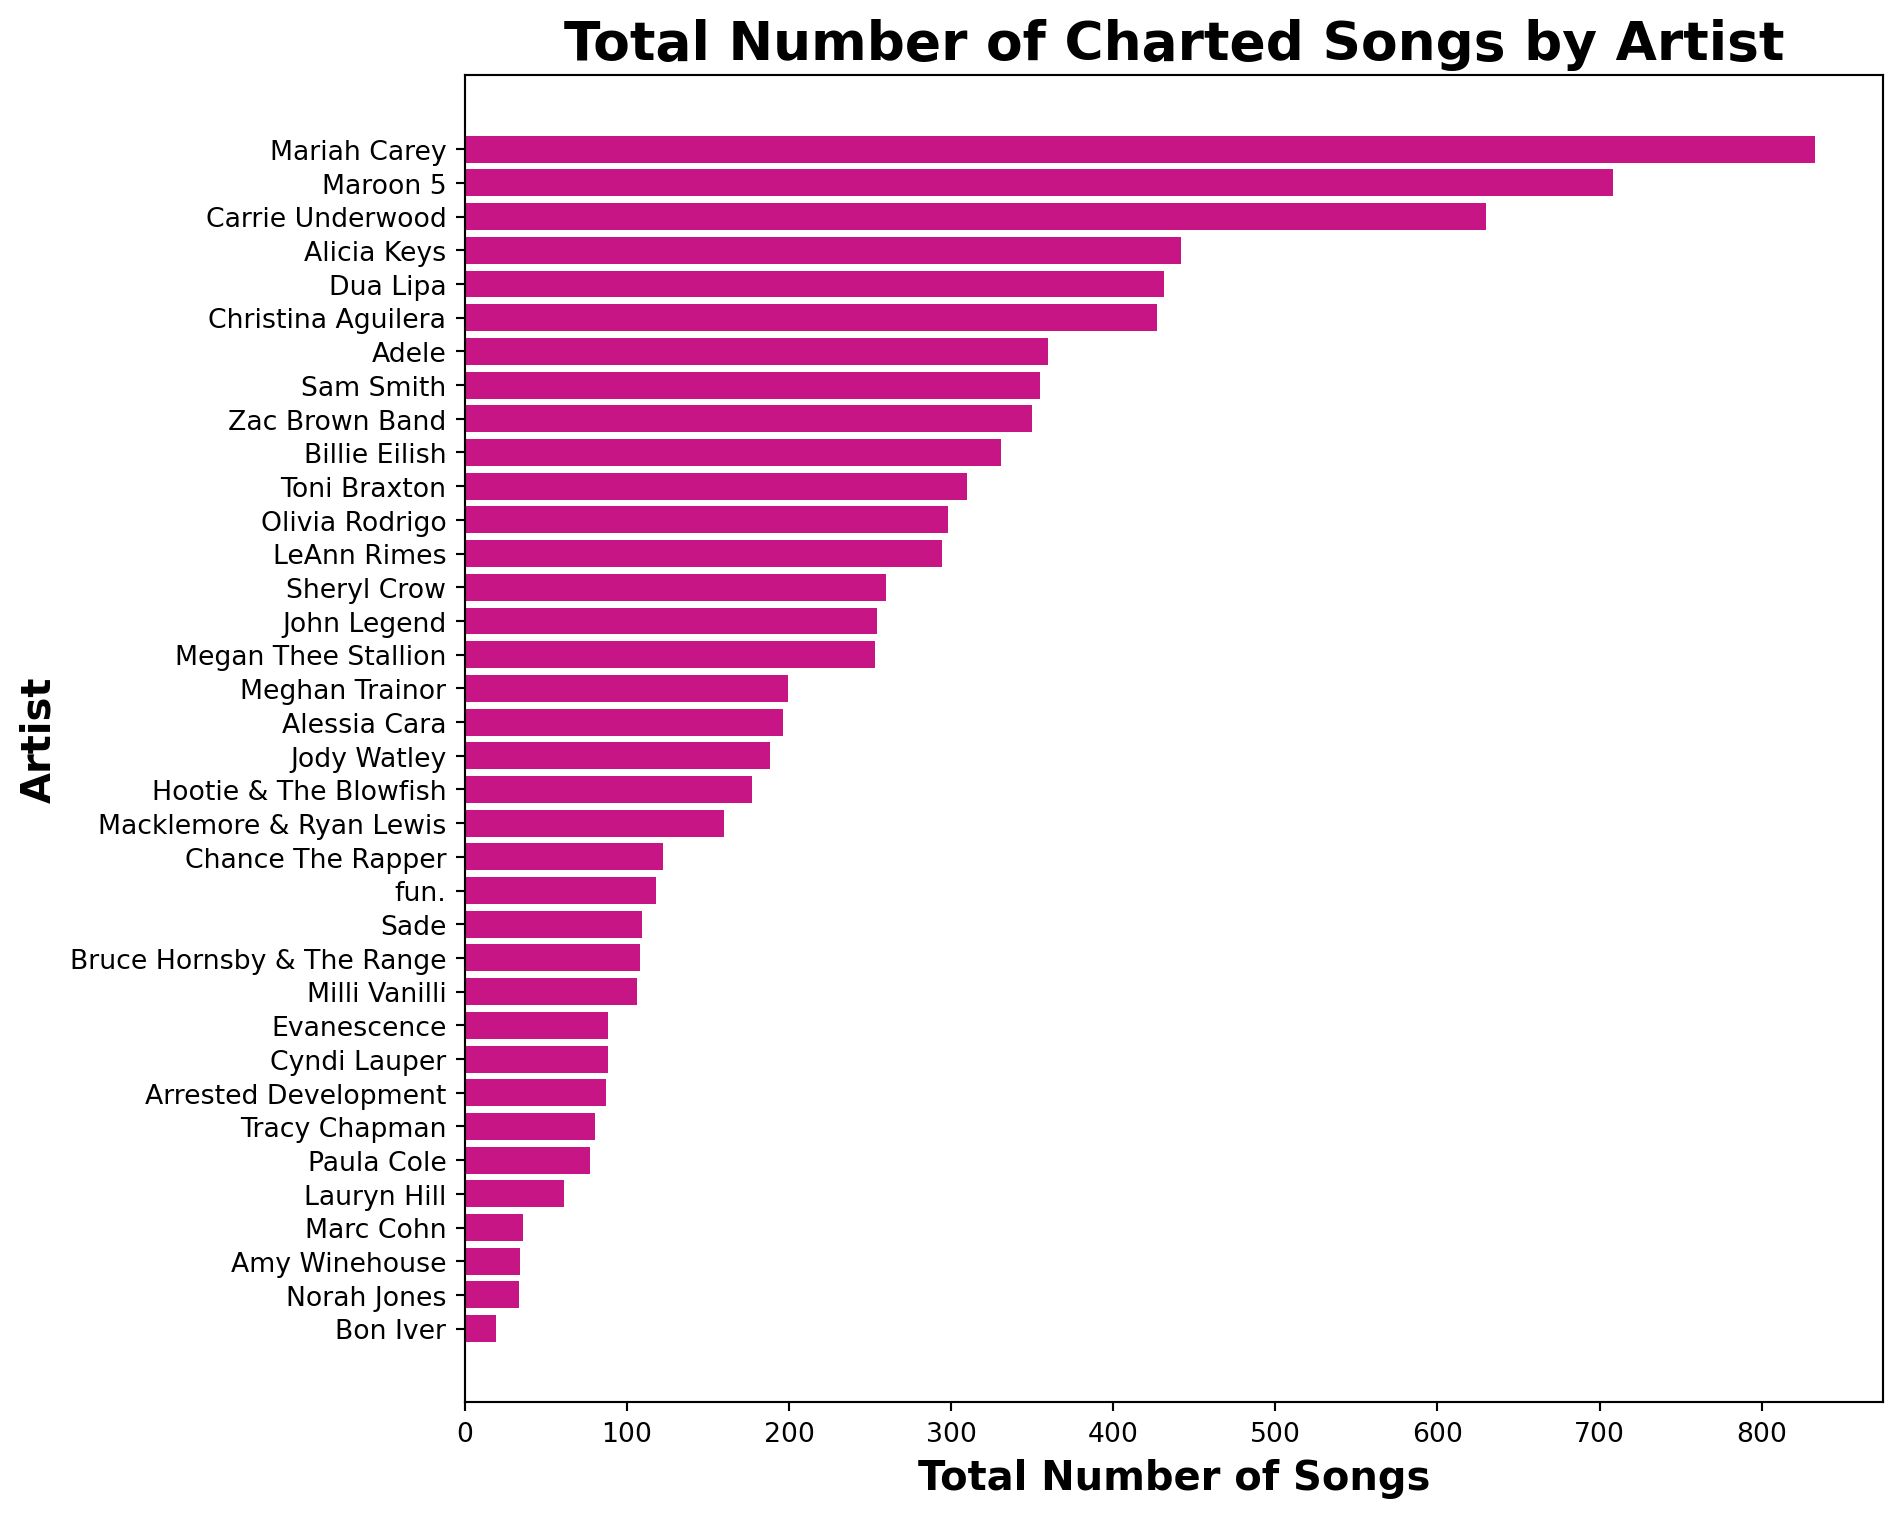 Total Number of Charted Songs by Artist
Mariah Carey
Maroon 5
Carrie Underwood
Alicia Keys
Dua Lipa
Christina Aguilera
Adele
Sam Smith
Zac Brown Band
Billie Eilish
Toni Braxton
Olivia Rodrigo
LeAnn Rimes
Sheryl Crow
John Legend
Megan Thee Stallion
Meghan Trainor
Alessia Cara
Jody Watley
Hootie & The Blowfish
Macklemore & Ryan Lewis
Chance The Rapper
fun.
Sade
Bruce Hornsby & The Range
Milli Vanilli
Evanescence
Cyndi Lauper
Arrested Development
Tracy Chapman
Paula Cole
Lauryn Hill
Marc Cohn
Amy Winehouse
Norah Jones
Bon Iver
Artist
0 100 200 300 400 500 600 700 800
Total Number of Songs